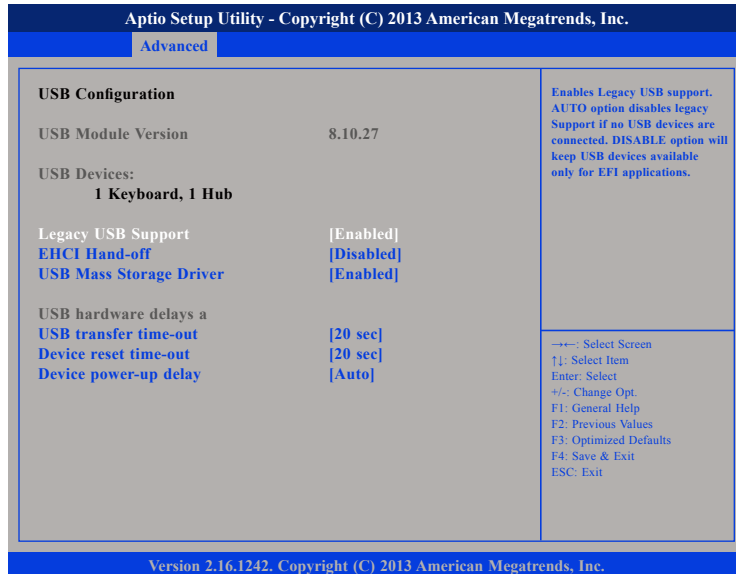 Aptio Setup Utility - Copyright (C) 2013 American Megatrends, Inc.
Advanced
USB Configuration
USB Module Version 8.10.27
USB Devices:
1 Keyboard, 1 Hub
Legacy USB Support [Enabled]
EHCI Hand-off [Disabled]
USB Mass Storage Driver [Enabled]
USB hardware delays a
USB transfer time-out [20 sec]
Device reset time-out [20 sec]
Device power-up delay [Auto]
Enables Legacy USB support.
AUTO option disables legacy
Support if no USB devices are
connected. DISABLE option will
keep USB devices available
only for EFI applications.
→←: Select Screen
↑↓: Select Item
Enter: Select
+/-: Change Opt.
F1: General Help
F2: Previous Values
F3: Optimized Defaults
F4: Save & Exit
ESC: Exit
Version 2.16.1242. Copyright (C) 2013 American Megatrends, Inc.